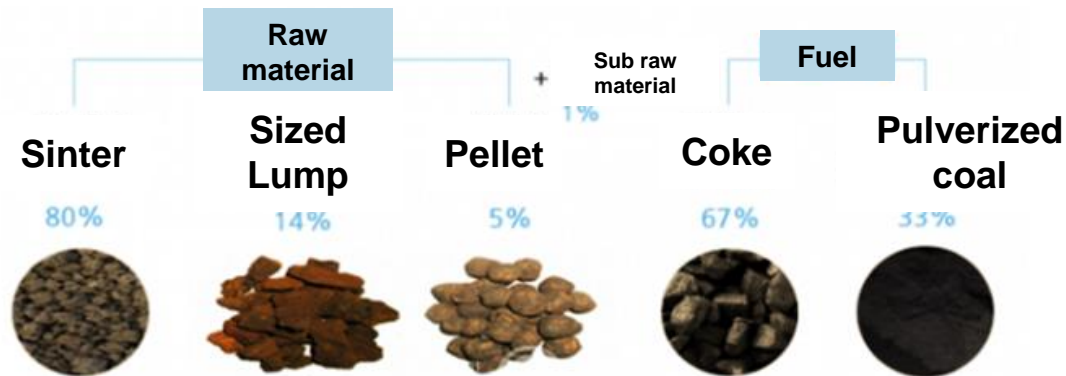 Raw
material
+
Sub raw
material
1%
Fuel
Sinter
Sized
Lump
Pellet
Coke
Pulverized
coal
80%
14%
5%
67%
33%